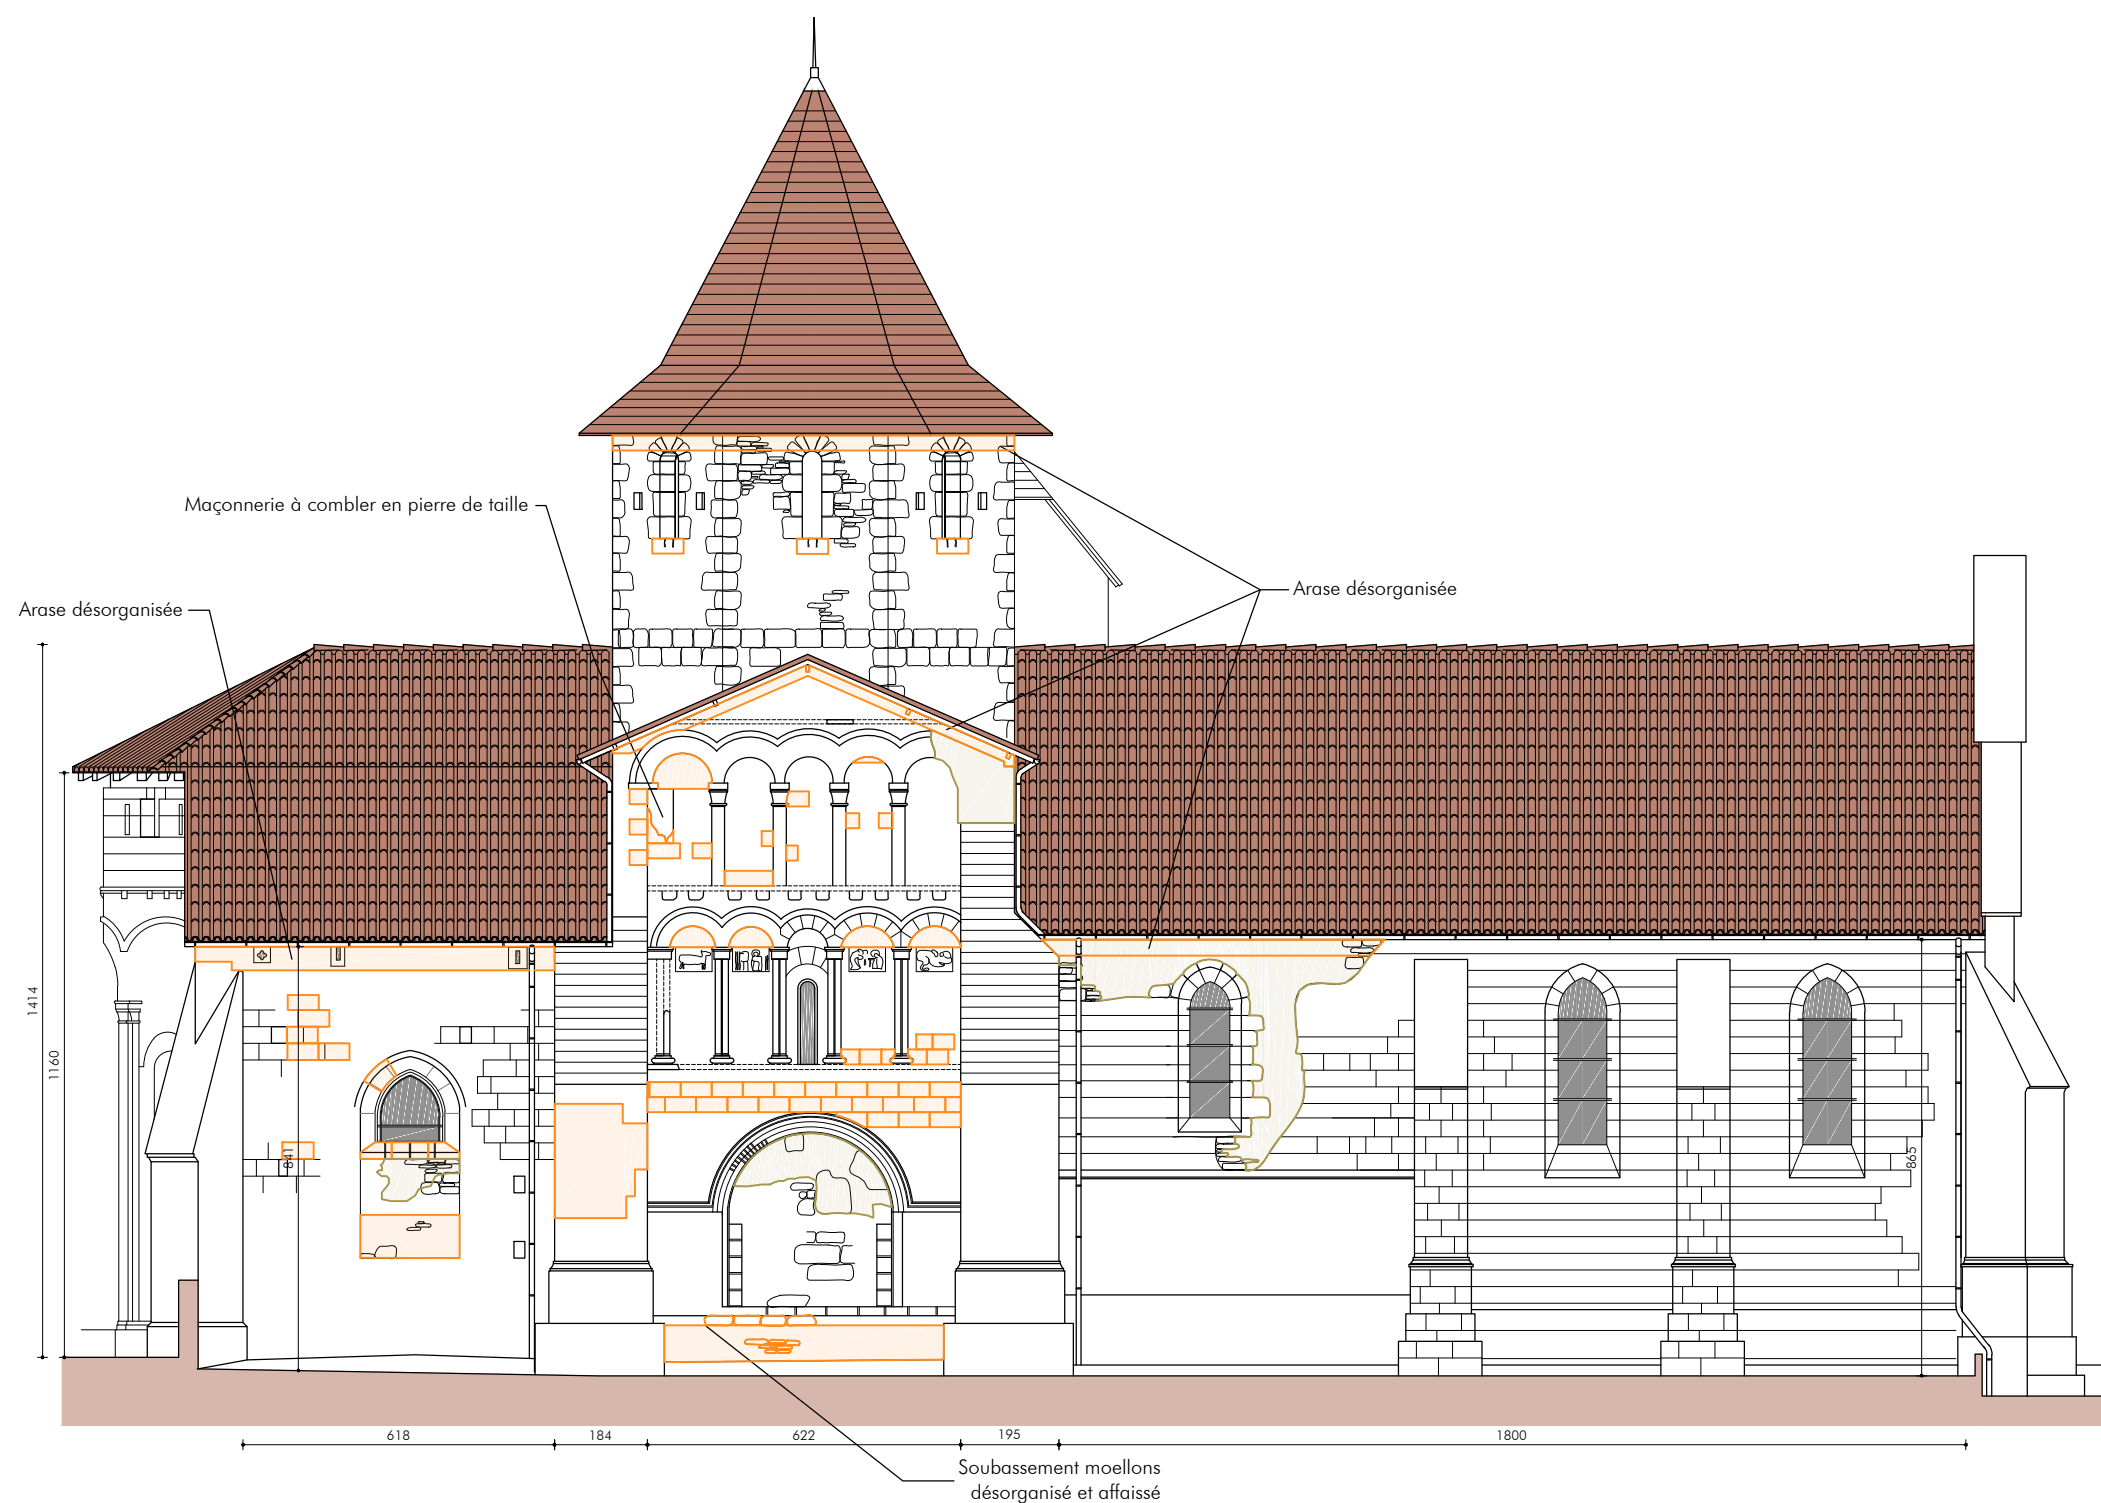 Maçonnerie à combler en pierre de taille
Arase désorganisée
Arase désorganisée
1414
1160
841
865
618
184
622
195
1800
Soubassement moellons
désorganisé et affaissé